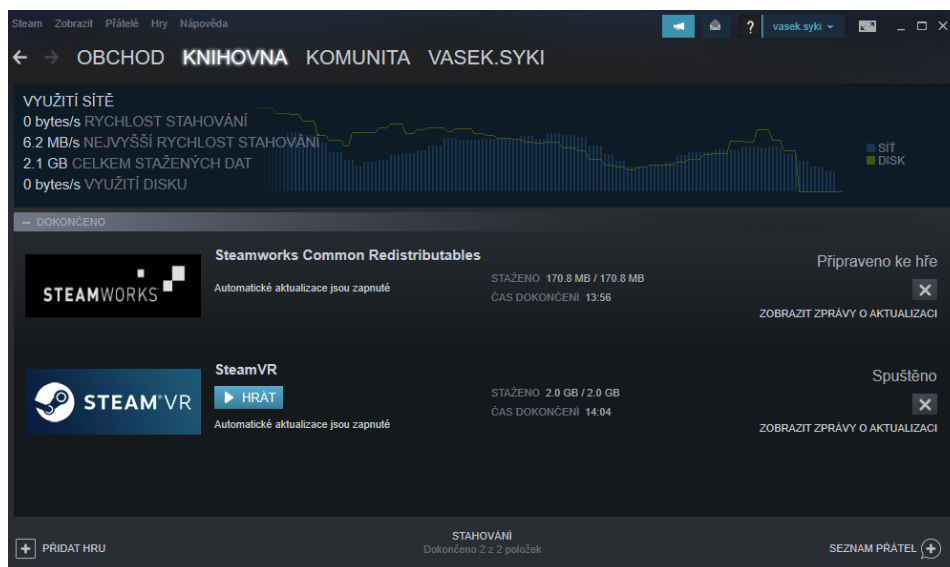 Steam Zobrazit Přátelé Hry Nápověda
? vasek.syki
OBCHOD KNIHOVNA KOMUNITA VASEK.SYKI
VYUŽITÍ SÍTĚ
0 bytes/s RYCHLOST STAHOVÁNÍ
6.2 MB/s NEJVYŠŠÍ RYCHLOST STAHOVÁNÍ
2.1 GB CELKEM STAŽENÝCH DAT
0 bytes/s VYUŽITÍ DISKU
SÍŤ
DISK
– DOKONČENO
STEAMWORKS
Steamworks Common Redistributables
Automatické aktualizace jsou zapnuté
STAŽENO 170.8 MB / 170.8 MB
ČAS DOKONČENÍ 13:56
Připraveno ke hře
ZOBRAZIT ZPRÁVY O AKTUALIZACI
STEAM®VR
SteamVR
HRÁT
Automatické aktualizace jsou zapnuté
STAŽENO 2.0 GB / 2.0 GB
ČAS DOKONČENÍ 14:04
Spuštěno
ZOBRAZIT ZPRÁVY O AKTUALIZACI
PŘIDAT HRU
STAHOVÁNÍ
Dokončeno 2 z 2 položek
SEZNAM PŘÁTEL